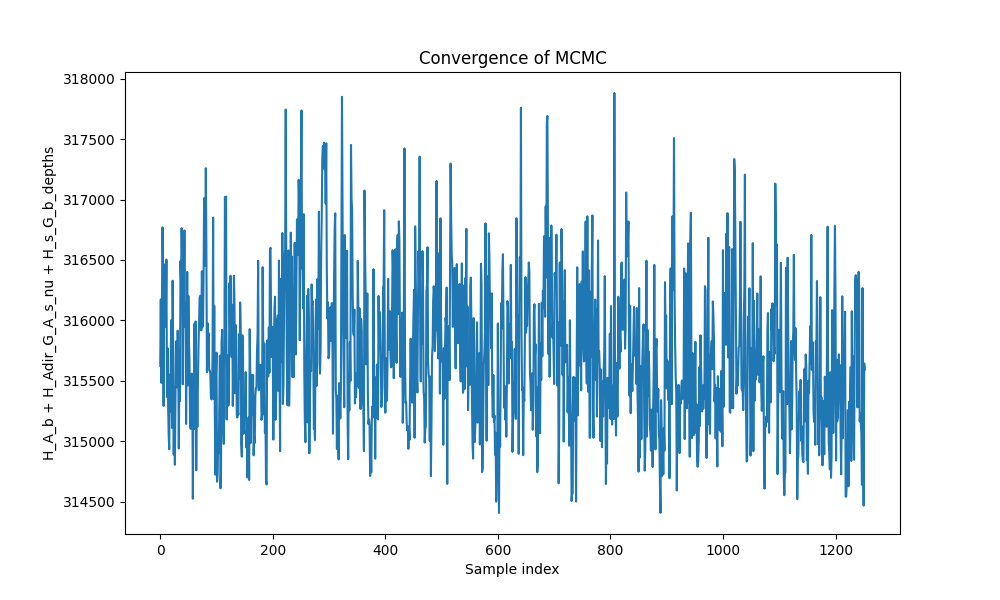 Convergence of MCMC
318000
317500
317000
316500
316000
315500
315000
314500
H_A_b + H_Adir_G_A_s_nu + H_s_G_b_depths
0 200 400 600 800 1000 1200
Sample index